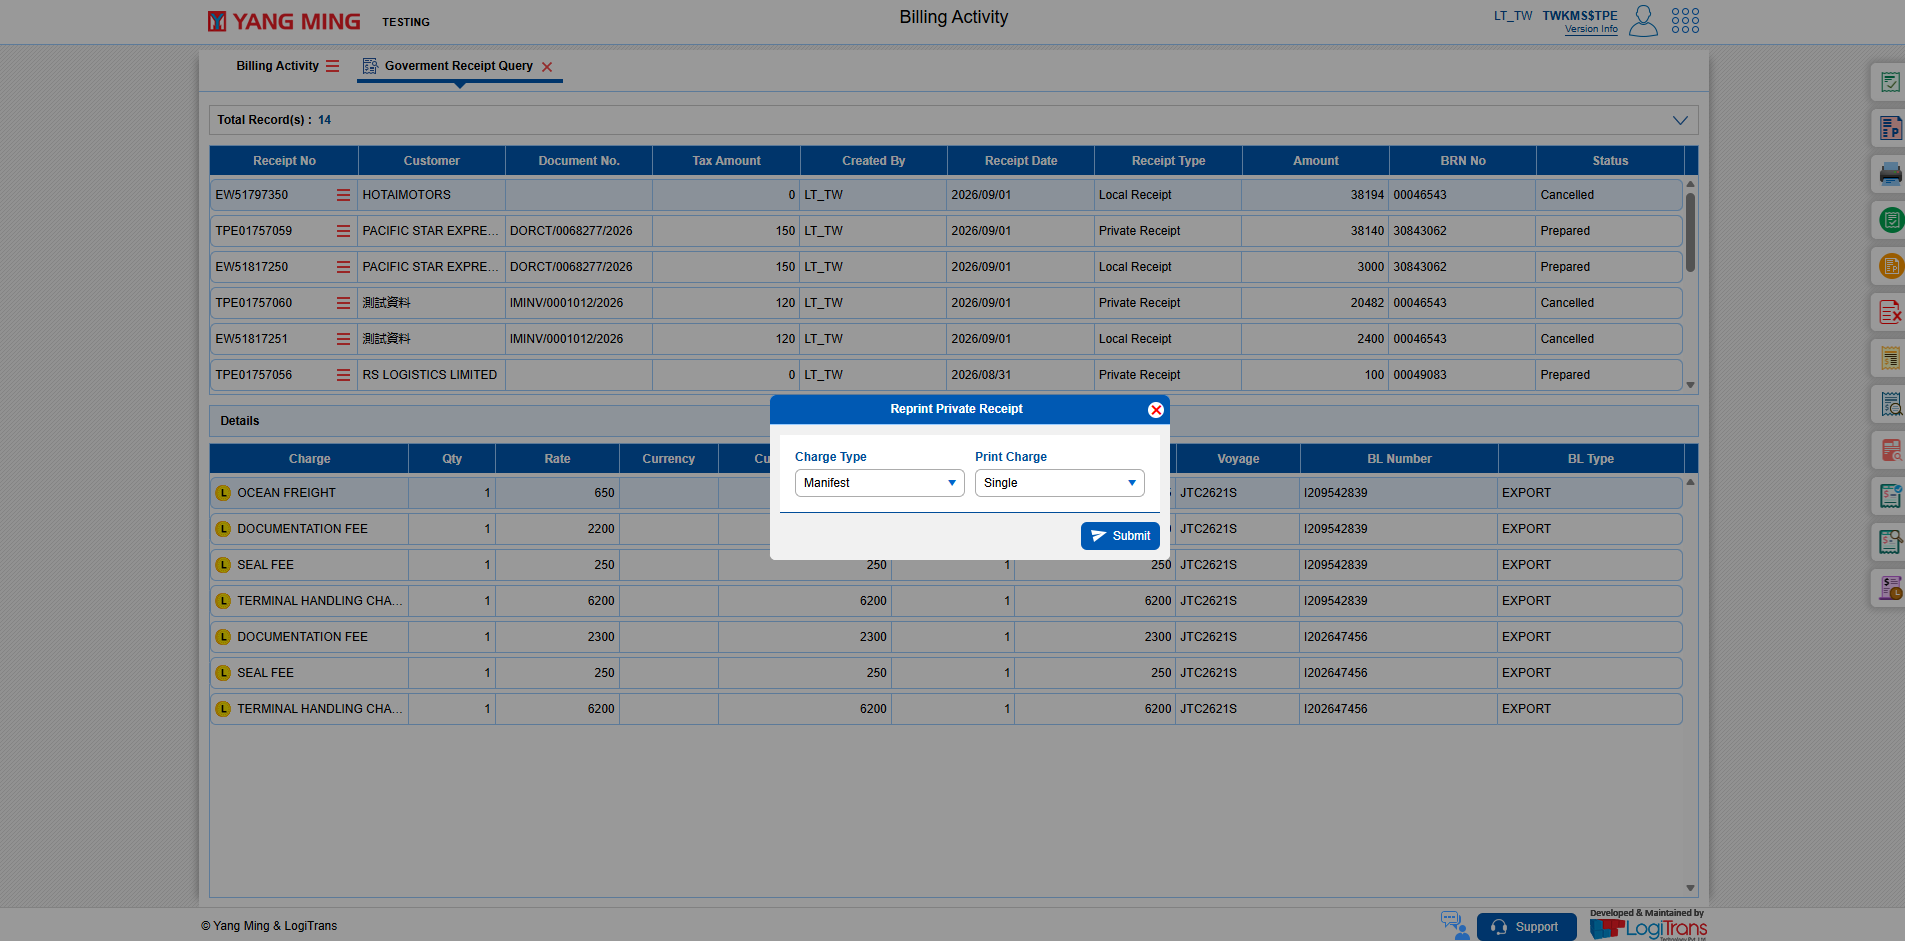 YANG MING TESTING
Billing Activity
LT_TW TWKMS$TPE
Version Info
Billing Activity
Goverment Receipt Query
Total Record(s) : 14
Receipt No Customer Document No. Tax Amount Created By Receipt Date Receipt Type Amount BRN No Status
EW51797350 HOTAIMOTORS 0 LT_TW 2026/09/01 Local Receipt 38194 00046543 Cancelled
TPE01757059 PACIFIC STAR EXPRE... DORCT/0068277/2026 150 LT_TW 2026/09/01 Private Receipt 38140 30843062 Prepared
EW51817250 PACIFIC STAR EXPRE... DORCT/0068277/2026 150 LT_TW 2026/09/01 Local Receipt 3000 30843062 Prepared
TPE01757060 測試資料 IMINV/0001012/2026 120 LT_TW 2026/09/01 Private Receipt 20482 00046543 Cancelled
EW51817251 測試資料 IMINV/0001012/2026 120 LT_TW 2026/09/01 Local Receipt 2400 00046543 Cancelled
TPE01757056 RS LOGISTICS LIMITED 0 LT_TW 2026/08/31 Private Receipt 100 00049083 Prepared
Details
Reprint Private Receipt
Charge Type Print Charge
Manifest Single
Submit
Charge Qty Rate Currency Cu Voyage BL Number BL Type
L OCEAN FREIGHT 1 650 JTC2621S I209542839 EXPORT
L DOCUMENTATION FEE 1 2200 JTC2621S I209542839 EXPORT
L SEAL FEE 1 250 250 1 250 JTC2621S I209542839 EXPORT
L TERMINAL HANDLING CHA... 1 6200 6200 1 6200 JTC2621S I209542839 EXPORT
L DOCUMENTATION FEE 1 2300 2300 1 2300 JTC2621S I202647456 EXPORT
L SEAL FEE 1 250 250 1 250 JTC2621S I202647456 EXPORT
L TERMINAL HANDLING CHA... 1 6200 6200 1 6200 JTC2621S I202647456 EXPORT
© Yang Ming & LogiTrans
Support
Developed & Maintained by
LogiTrans